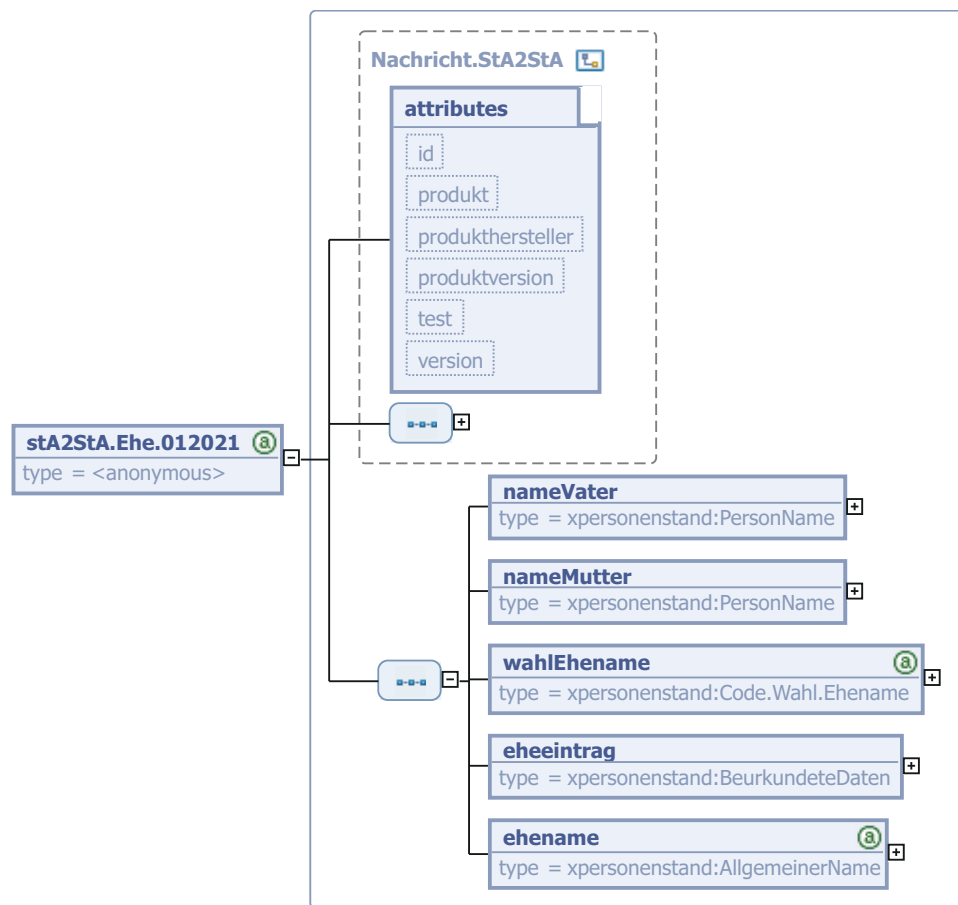 Nachricht.StA2StA
attributes
id
produkt
produkthersteller
produktversion
test
version
stA2StA.Ehe.012021 a
type = <anonymous>
nameVater
type = xpersonenstand:PersonName
nameMutter
type = xpersonenstand:PersonName
wahlEhename a
type = xpersonenstand:Code.Wahl.Ehename
eheeintrag
type = xpersonenstand:BeurkundeteDaten
ehename a
type = xpersonenstand:AllgemeinerName